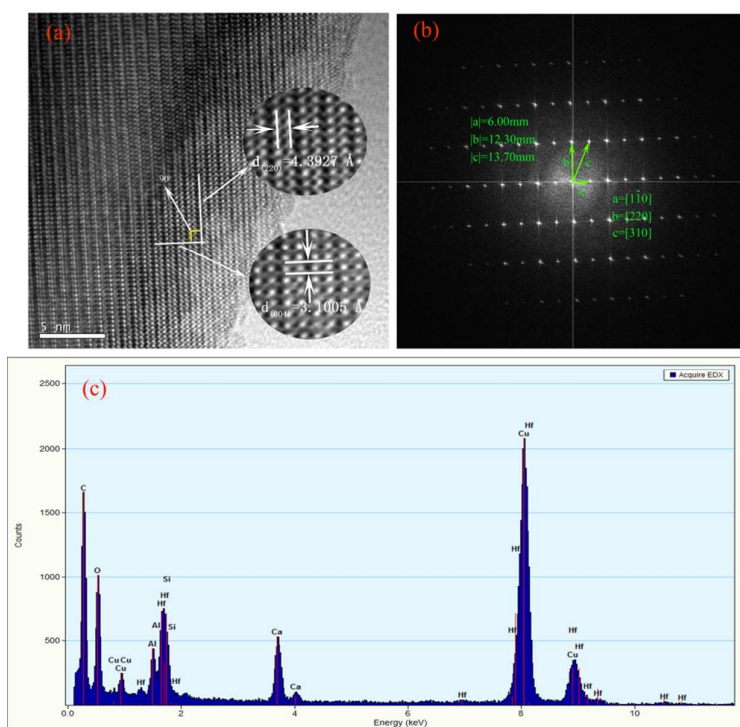 (a)
d(220)=4.3927 Å
90
d(004)=3.1005 Å
5 nm
(b)
|a|=6.00mm
|b|=12.30mm
|c|=13.70mm
b
c
a
a=[11̄0]
b=[220]
c=[310]
(c)
Acquire EDX
2500
2000
1500
1000
500
Counts
C
O
Cu Cu
Cu
Hf
Al
Al
Hf
Hf
Si
Si
Hf
Ca
Ca
Hf
Hf
Hf
Cu
Hf
Hf
Hf
Cu
Hf
Hf
Hf
Hf
0.0
2
4
6
8
10
Energy (keV)